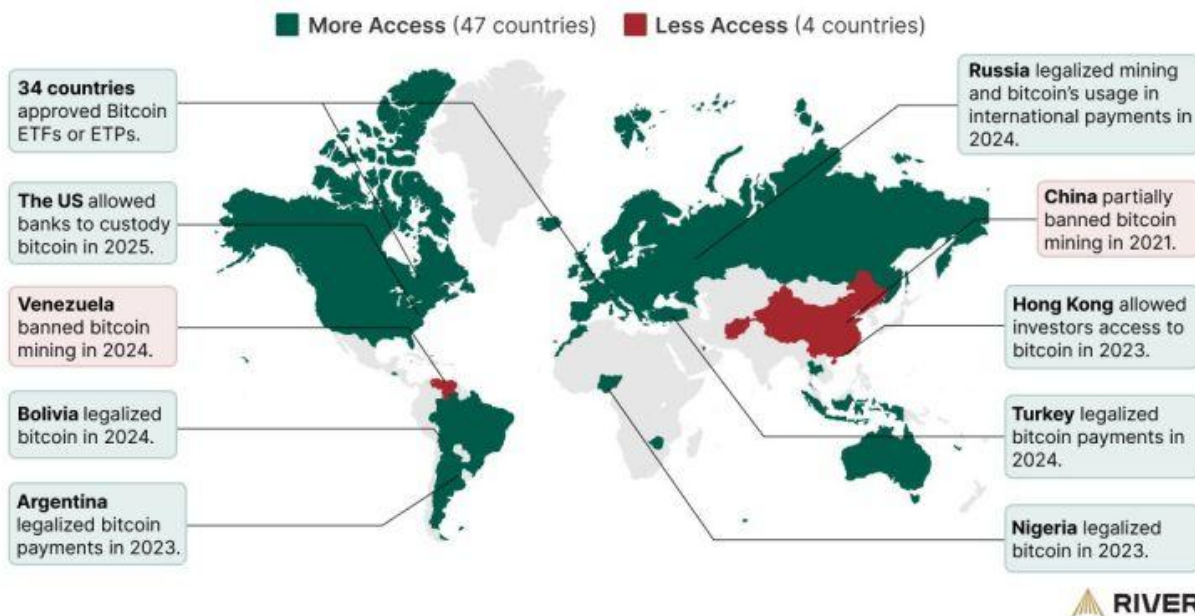 More Access (47 countries) Less Access (4 countries)
34 countries
approved Bitcoin
ETFs or ETPs.
The US allowed
banks to custody
bitcoin in 2025.
Venezuela
banned bitcoin
mining in 2024.
Bolivia legalized
bitcoin in 2024.
Argentina
legalized bitcoin
payments in 2023.
Russia legalized mining
and bitcoin's usage in
international payments in
2024.
China partially
banned bitcoin
mining in 2021.
Hong Kong allowed
investors access to
bitcoin in 2023.
Turkey legalized
bitcoin payments in
2024.
Nigeria legalized
bitcoin in 2023.
RIVER